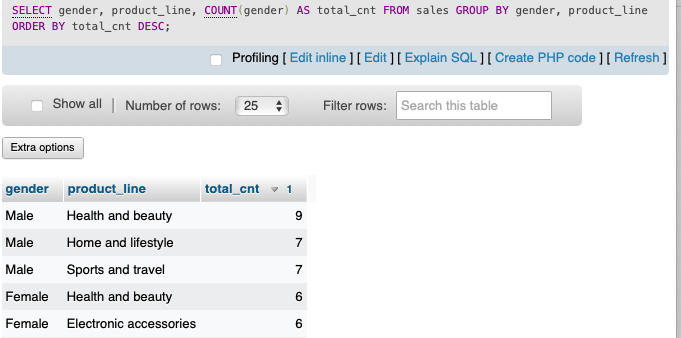 SELECT gender, product_line, COUNT(gender) AS total_cnt FROM sales GROUP BY gender, product_line
ORDER BY total_cnt DESC;
Profiling [ Edit inline ] [ Edit ] [ Explain SQL ] [ Create PHP code ] [ Refresh ]
Show all | Number of rows: 25 Filter rows: Search this table
Extra options
gender product_line total_cnt 1
Male Health and beauty 9
Male Home and lifestyle 7
Male Sports and travel 7
Female Health and beauty 6
Female Electronic accessories 6